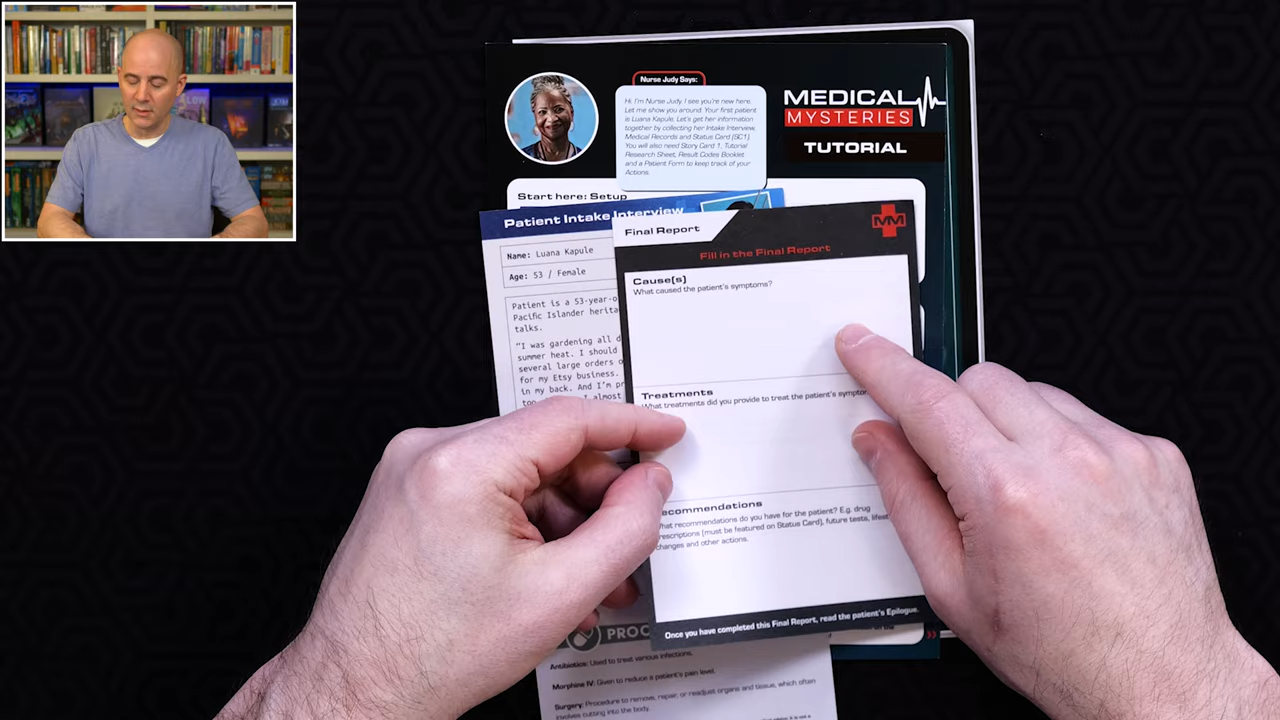 Nurse Judy Says:
Hi, I'm Nurse Judy. I see you're new here.
Let me show you around. Your first patient
is Luana Kapule. Let's get her information
together by collecting her Intake Interview,
Medical Records and Status Card (SC1).
You will also need Story Card 1, Tutorial
Research Sheet, Result Codes Booklet
and a Patient Form to keep track of your
Actions.
MEDICAL
MYSTERIES
TUTORIAL
Start here: Setup
Patient Intake Interview
Name: Luana Kapule
Age: 53 / Female
Patient is a 53-year-o
Pacific Islander herita
talks.
"I was gardening all d
summer heat. I should
several large orders o
for my Etsy business.
in my back. And I'm pr
too I almost
Final Report
MM
Fill in the Final Report
Cause(s)
What caused the patient's symptoms?
Treatments
What treatments did you provide to treat the patient's sympto
ecommendations
hat recommendations do you have for the patient? E.g. drug
rescriptions (must be featured on Status Card), future tests, lifes
changes and other actions.
Once you have completed this Final Report, read the patient's Epilogue.
PROC
Antibiotics: Used to treat various infections.
Morphine IV: Given to reduce a patient's pain level.
Surgery: Procedure to remove, repair, or readjust organs and tissue, which often
involves cutting into the body.